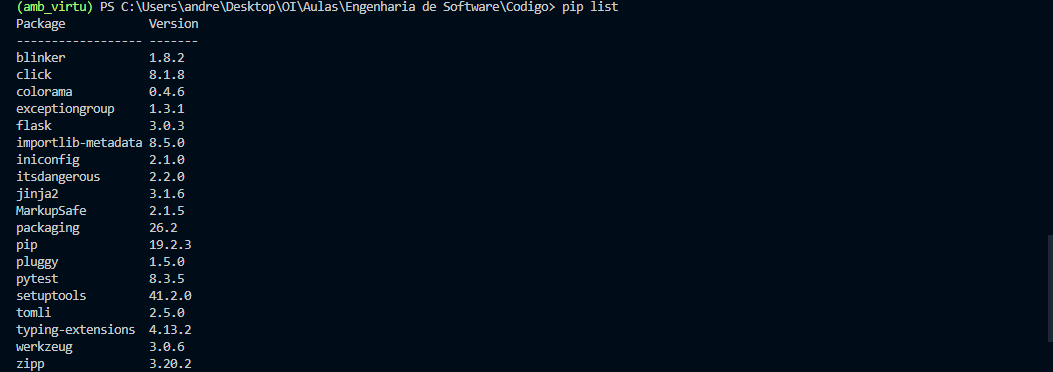 (amb_virtu) PS C:\Users\andre\Desktop\OI\Aulas\Engenharia de Software\Codigo> pip list
Package            Version
------------------ -------
blinker            1.8.2
click              8.1.8
colorama           0.4.6
exceptiongroup     1.3.1
flask              3.0.3
importlib-metadata 8.5.0
iniconfig          2.1.0
itsdangerous       2.2.0
jinja2             3.1.6
MarkupSafe         2.1.5
packaging          26.2
pip                19.2.3
pluggy             1.5.0
pytest             8.3.5
setuptools         41.2.0
tomli              2.5.0
typing-extensions  4.13.2
werkzeug           3.0.6
zipp               3.20.2